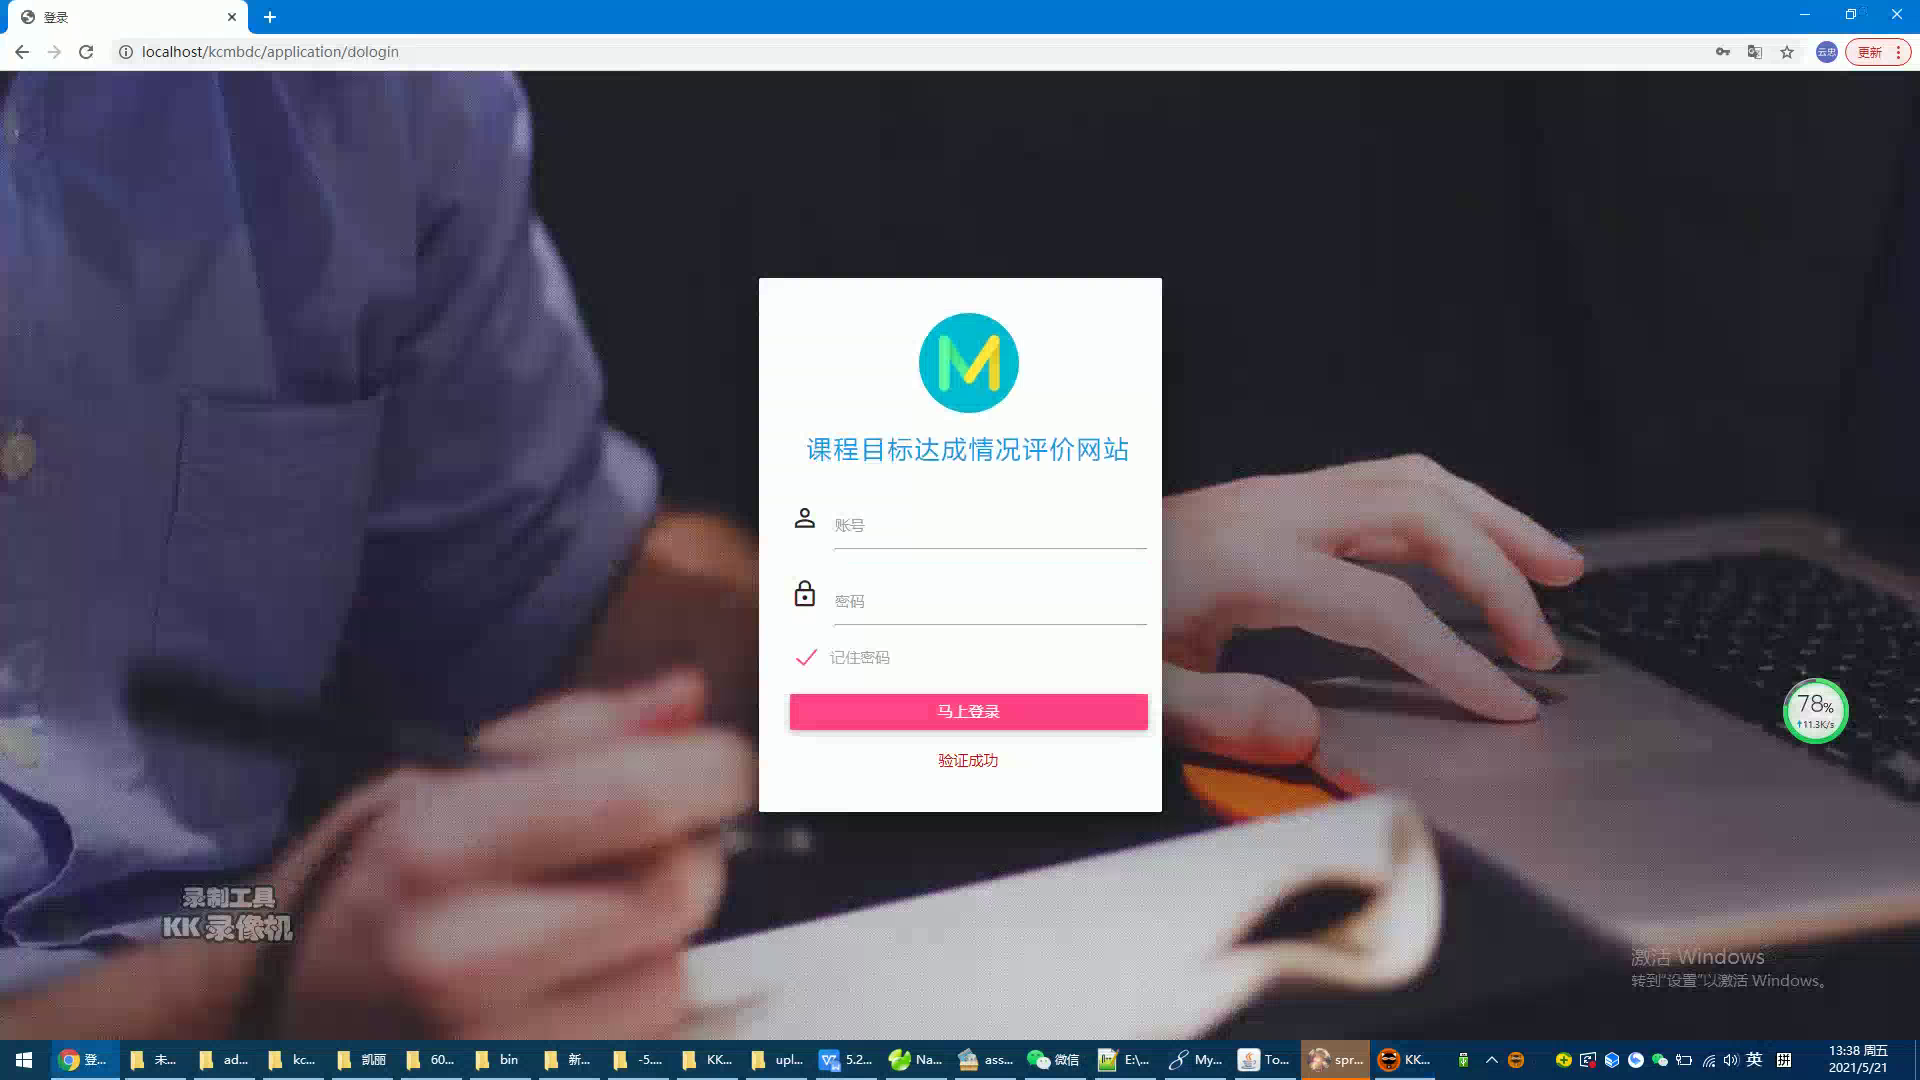 登录
localhost/kcmbdc/application/dologin
云忠
更新
课程目标达成情况评价网站
账号
密码
记住密码
马上登录
验证成功
78%
11.3K/s
录制工具
KK 录像机
激活 Windows
转到“设置”以激活 Windows。
登...
未...
ad...
kc...
凯丽
60...
bin
新...
-5....
KK...
upl...
5.2...
Na...
ass...
微信
E:\...
My...
To...
spr...
KK...
英
拼
13:38 周五
2021/5/21